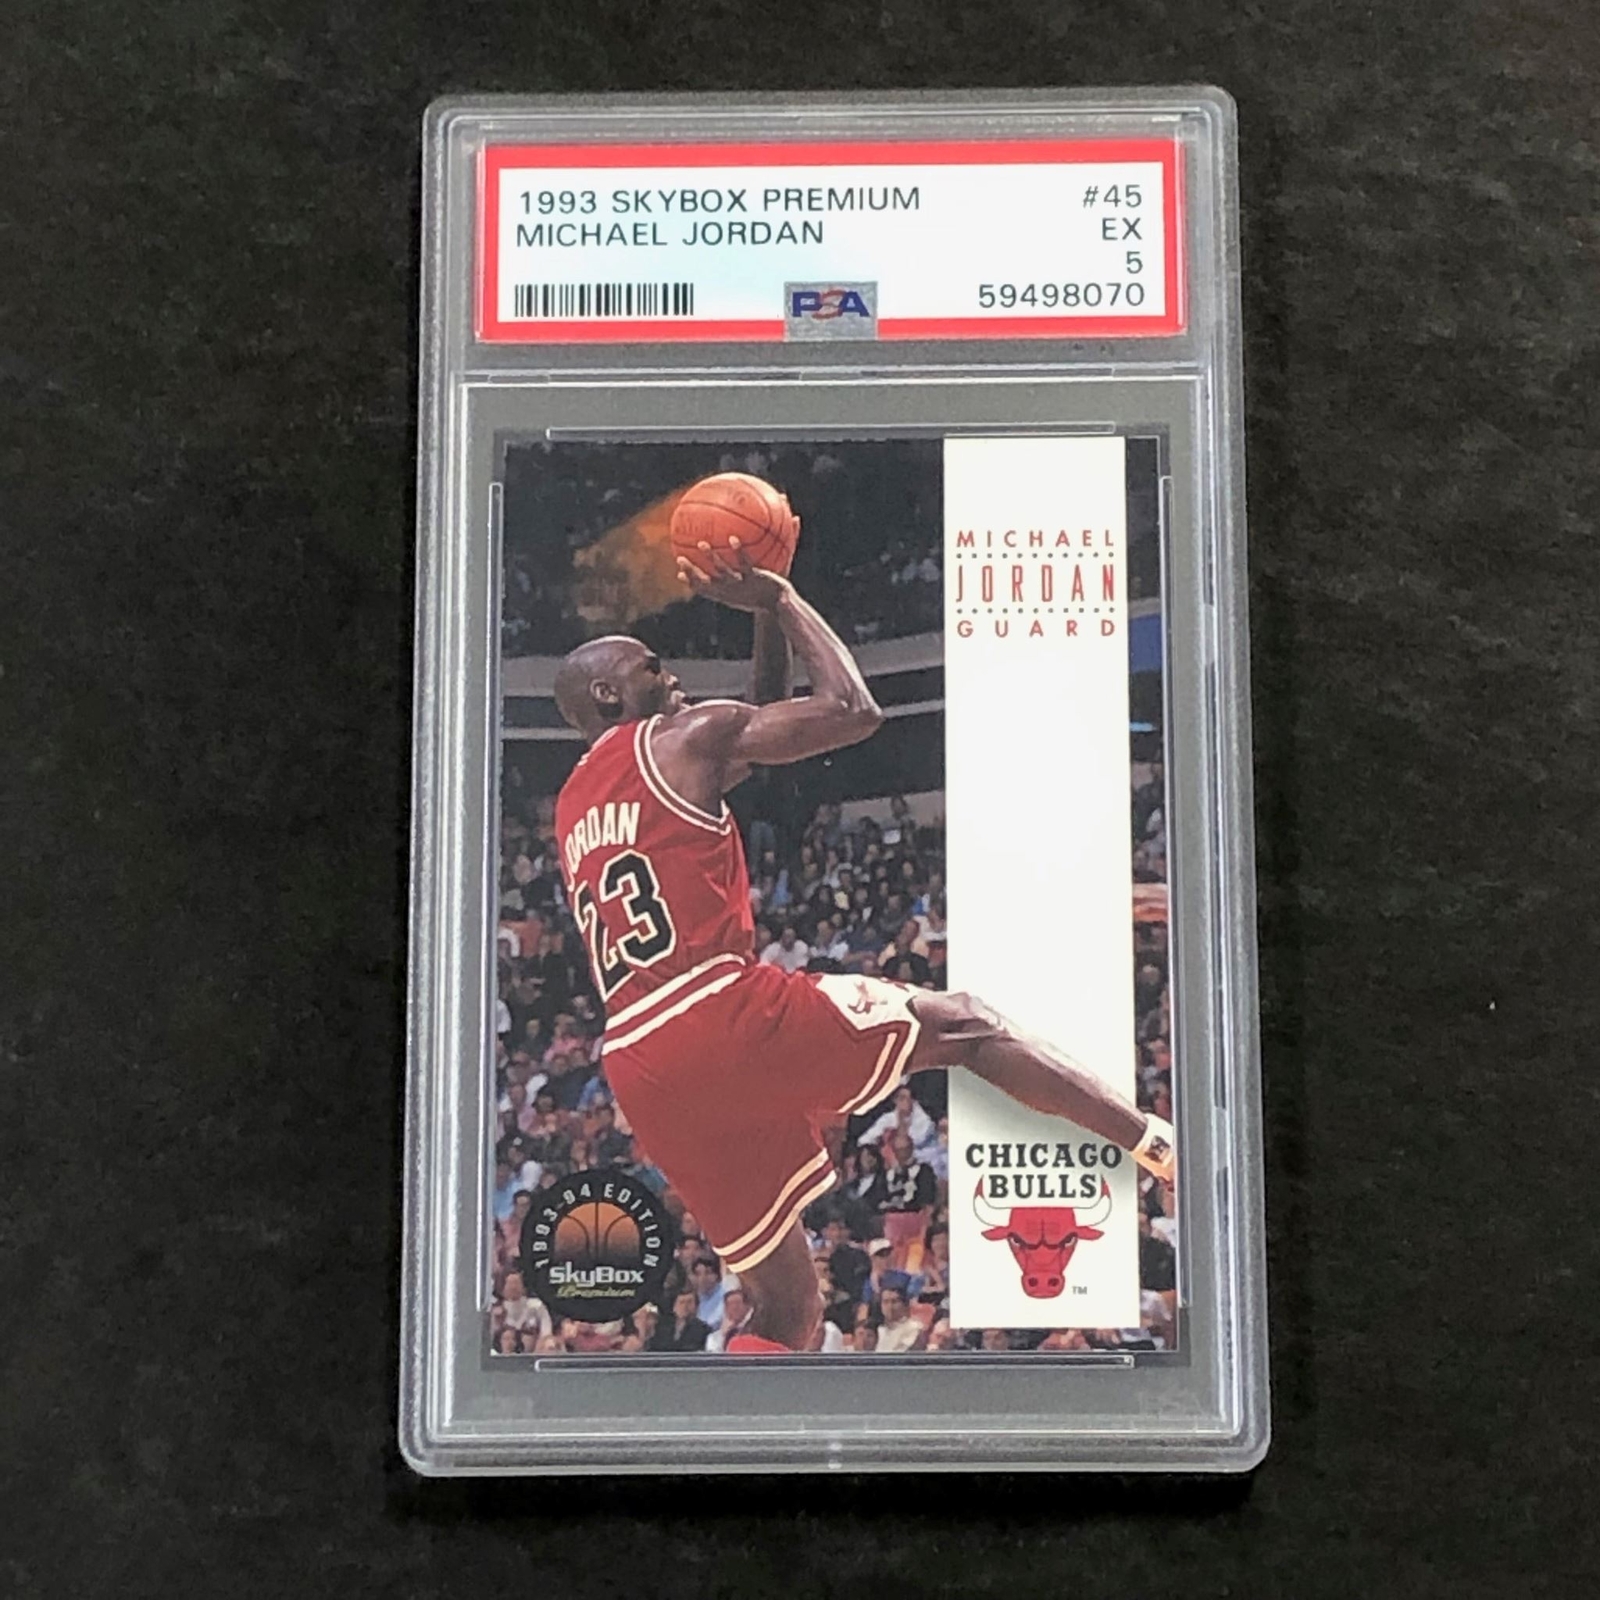 1993 SKYBOX PREMIUM #45
MICHAEL JORDAN EX
5
PSA 59498070
MICHAEL
JORDAN
GUARD
JORDAN
23
CHICAGO
BULLS
TM
1993-94 EDITION
SkyBox
Premium